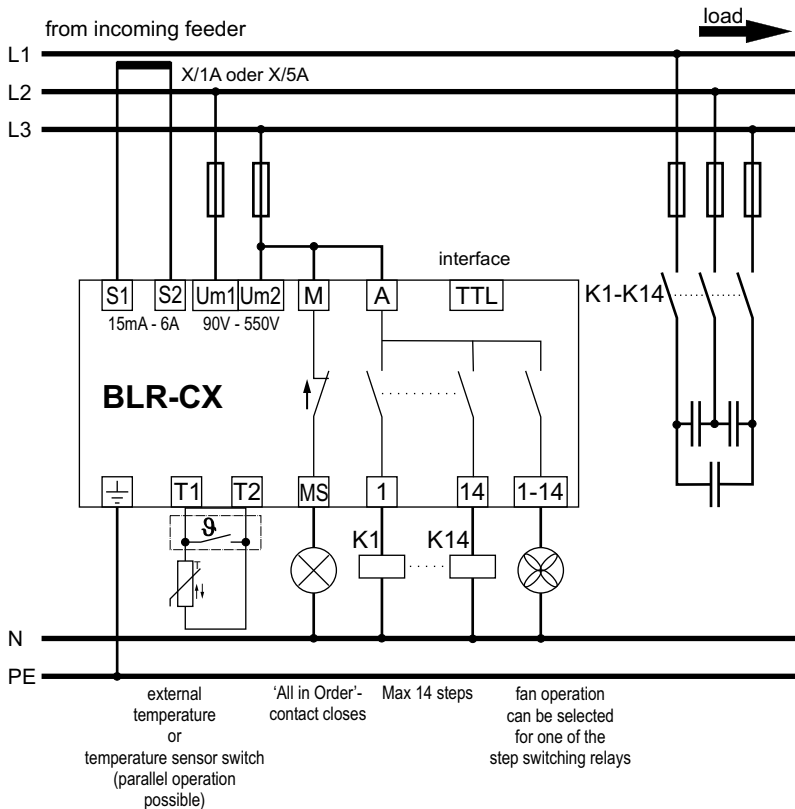 from incoming feeder
load
L1
X/1A oder X/5A
L2
L3
interface
S1 S2 Um1 Um2 M A TTL
K1-K14
15mA - 6A 90V - 550V
BLR-CX
T1 T2 MS 1 14 1-14
ϑ
K1 K14
N
PE
external
temperature
or
temperature sensor switch
(parallel operation
possible)
'All in Order'-
contact closes
Max 14 steps
fan operation
can be selected
for one of the
step switching relays